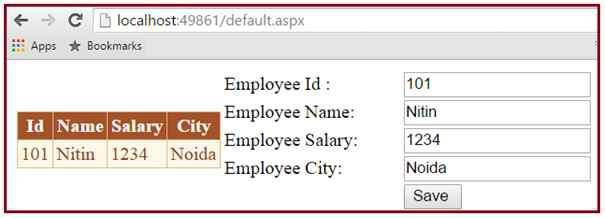 localhost:49861/default.aspx
Apps Bookmarks
Id Name Salary City
101 Nitin 1234 Noida
Employee Id : 101
Employee Name: Nitin
Employee Salary: 1234
Employee City: Noida
Save